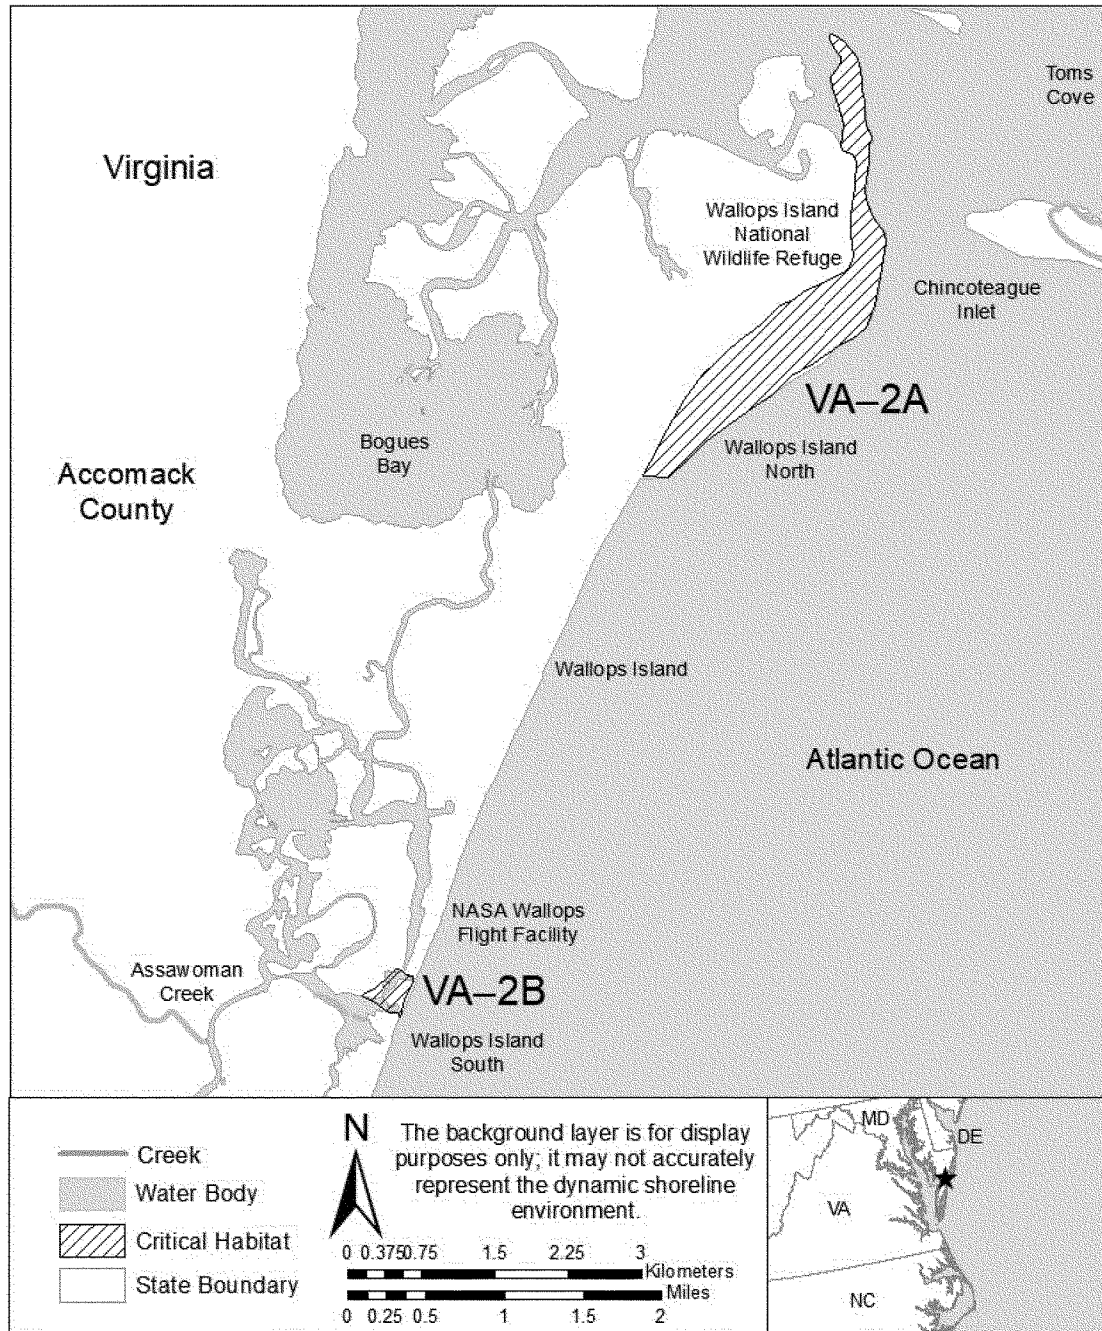 Toms
Cove
Virginia
Wallops Island
National
Wildlife Refuge
Chincoteague
Inlet
VA–2A
Bogues
Bay
Wallops Island
North
Accomack
County
Wallops Island
Atlantic Ocean
NASA Wallops
Flight Facility
Assawoman
Creek
VA–2B
Wallops Island
South
Creek
Water Body
Critical Habitat
State Boundary
N
The background layer is for display
purposes only; it may not accurately
represent the dynamic shoreline
environment.
0 0.375 0.75 1.5 2.25 3
Kilometers
Miles
0 0.25 0.5 1 1.5 2
MD
DE
VA
NC